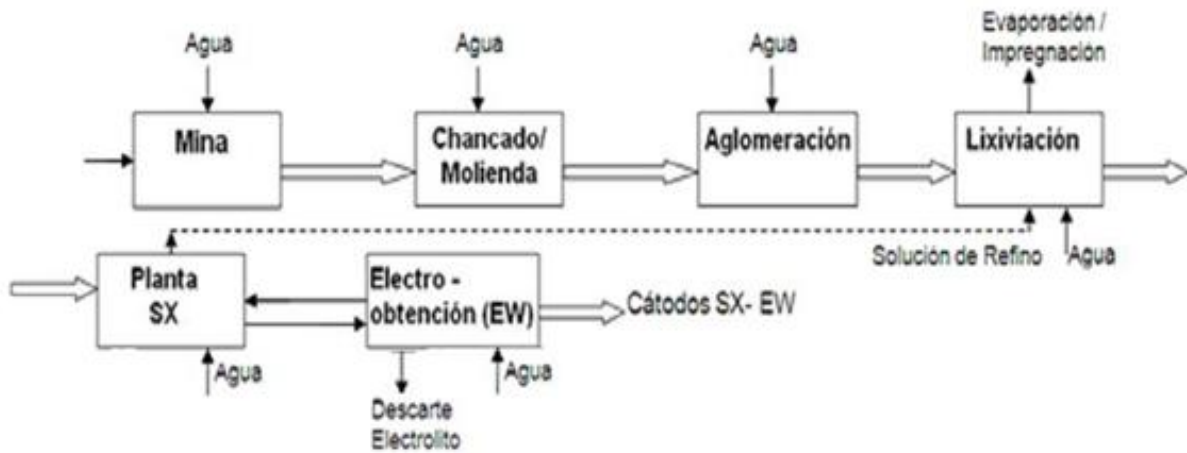 Agua
Agua
Agua
Evaporación /
Impregnación
Mina
Chancado/
Molienda
Aglomeración
Lixiviación
Solución de Refino
Agua
Planta
SX
Electro -
obtención (EW)
Cátodos SX- EW
Agua
Agua
Descarte
Electrolito